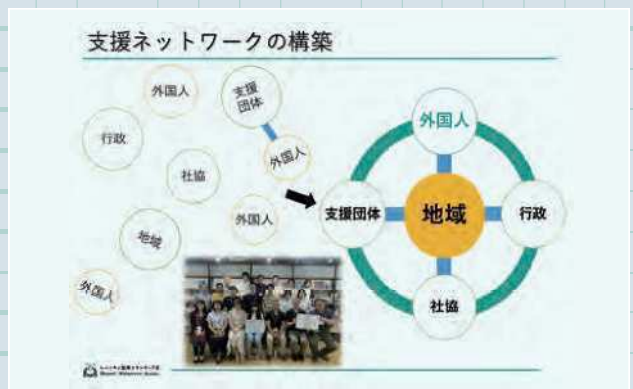 支援ネットワークの構築
外国人
支援
団体
行政
外国人
社協
外国人
地域
外国人
外国人
支援団体
地域
行政
社協